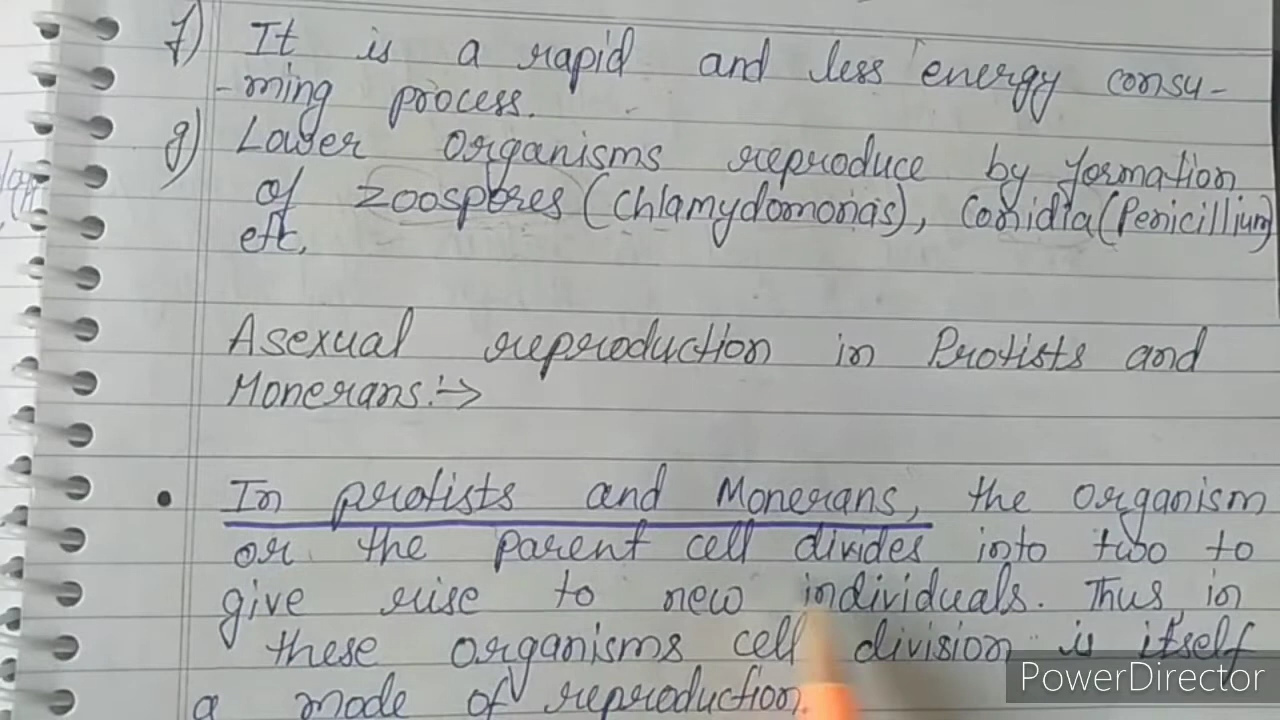 f) It is a rapid and less energy consu-
-ming process.
g) Lower organisms reproduce by formation
of zoospores (Chlamydomonas), Conidia (Penicillium)
etc.
Asexual reproduction in Protists and
Monerans:->
• In protists and Monerans, the organism
or the parent cell divides into two to
give rise to new individuals. Thus in
these organisms cell division is itself
a mode of reproduction.
PowerDirector